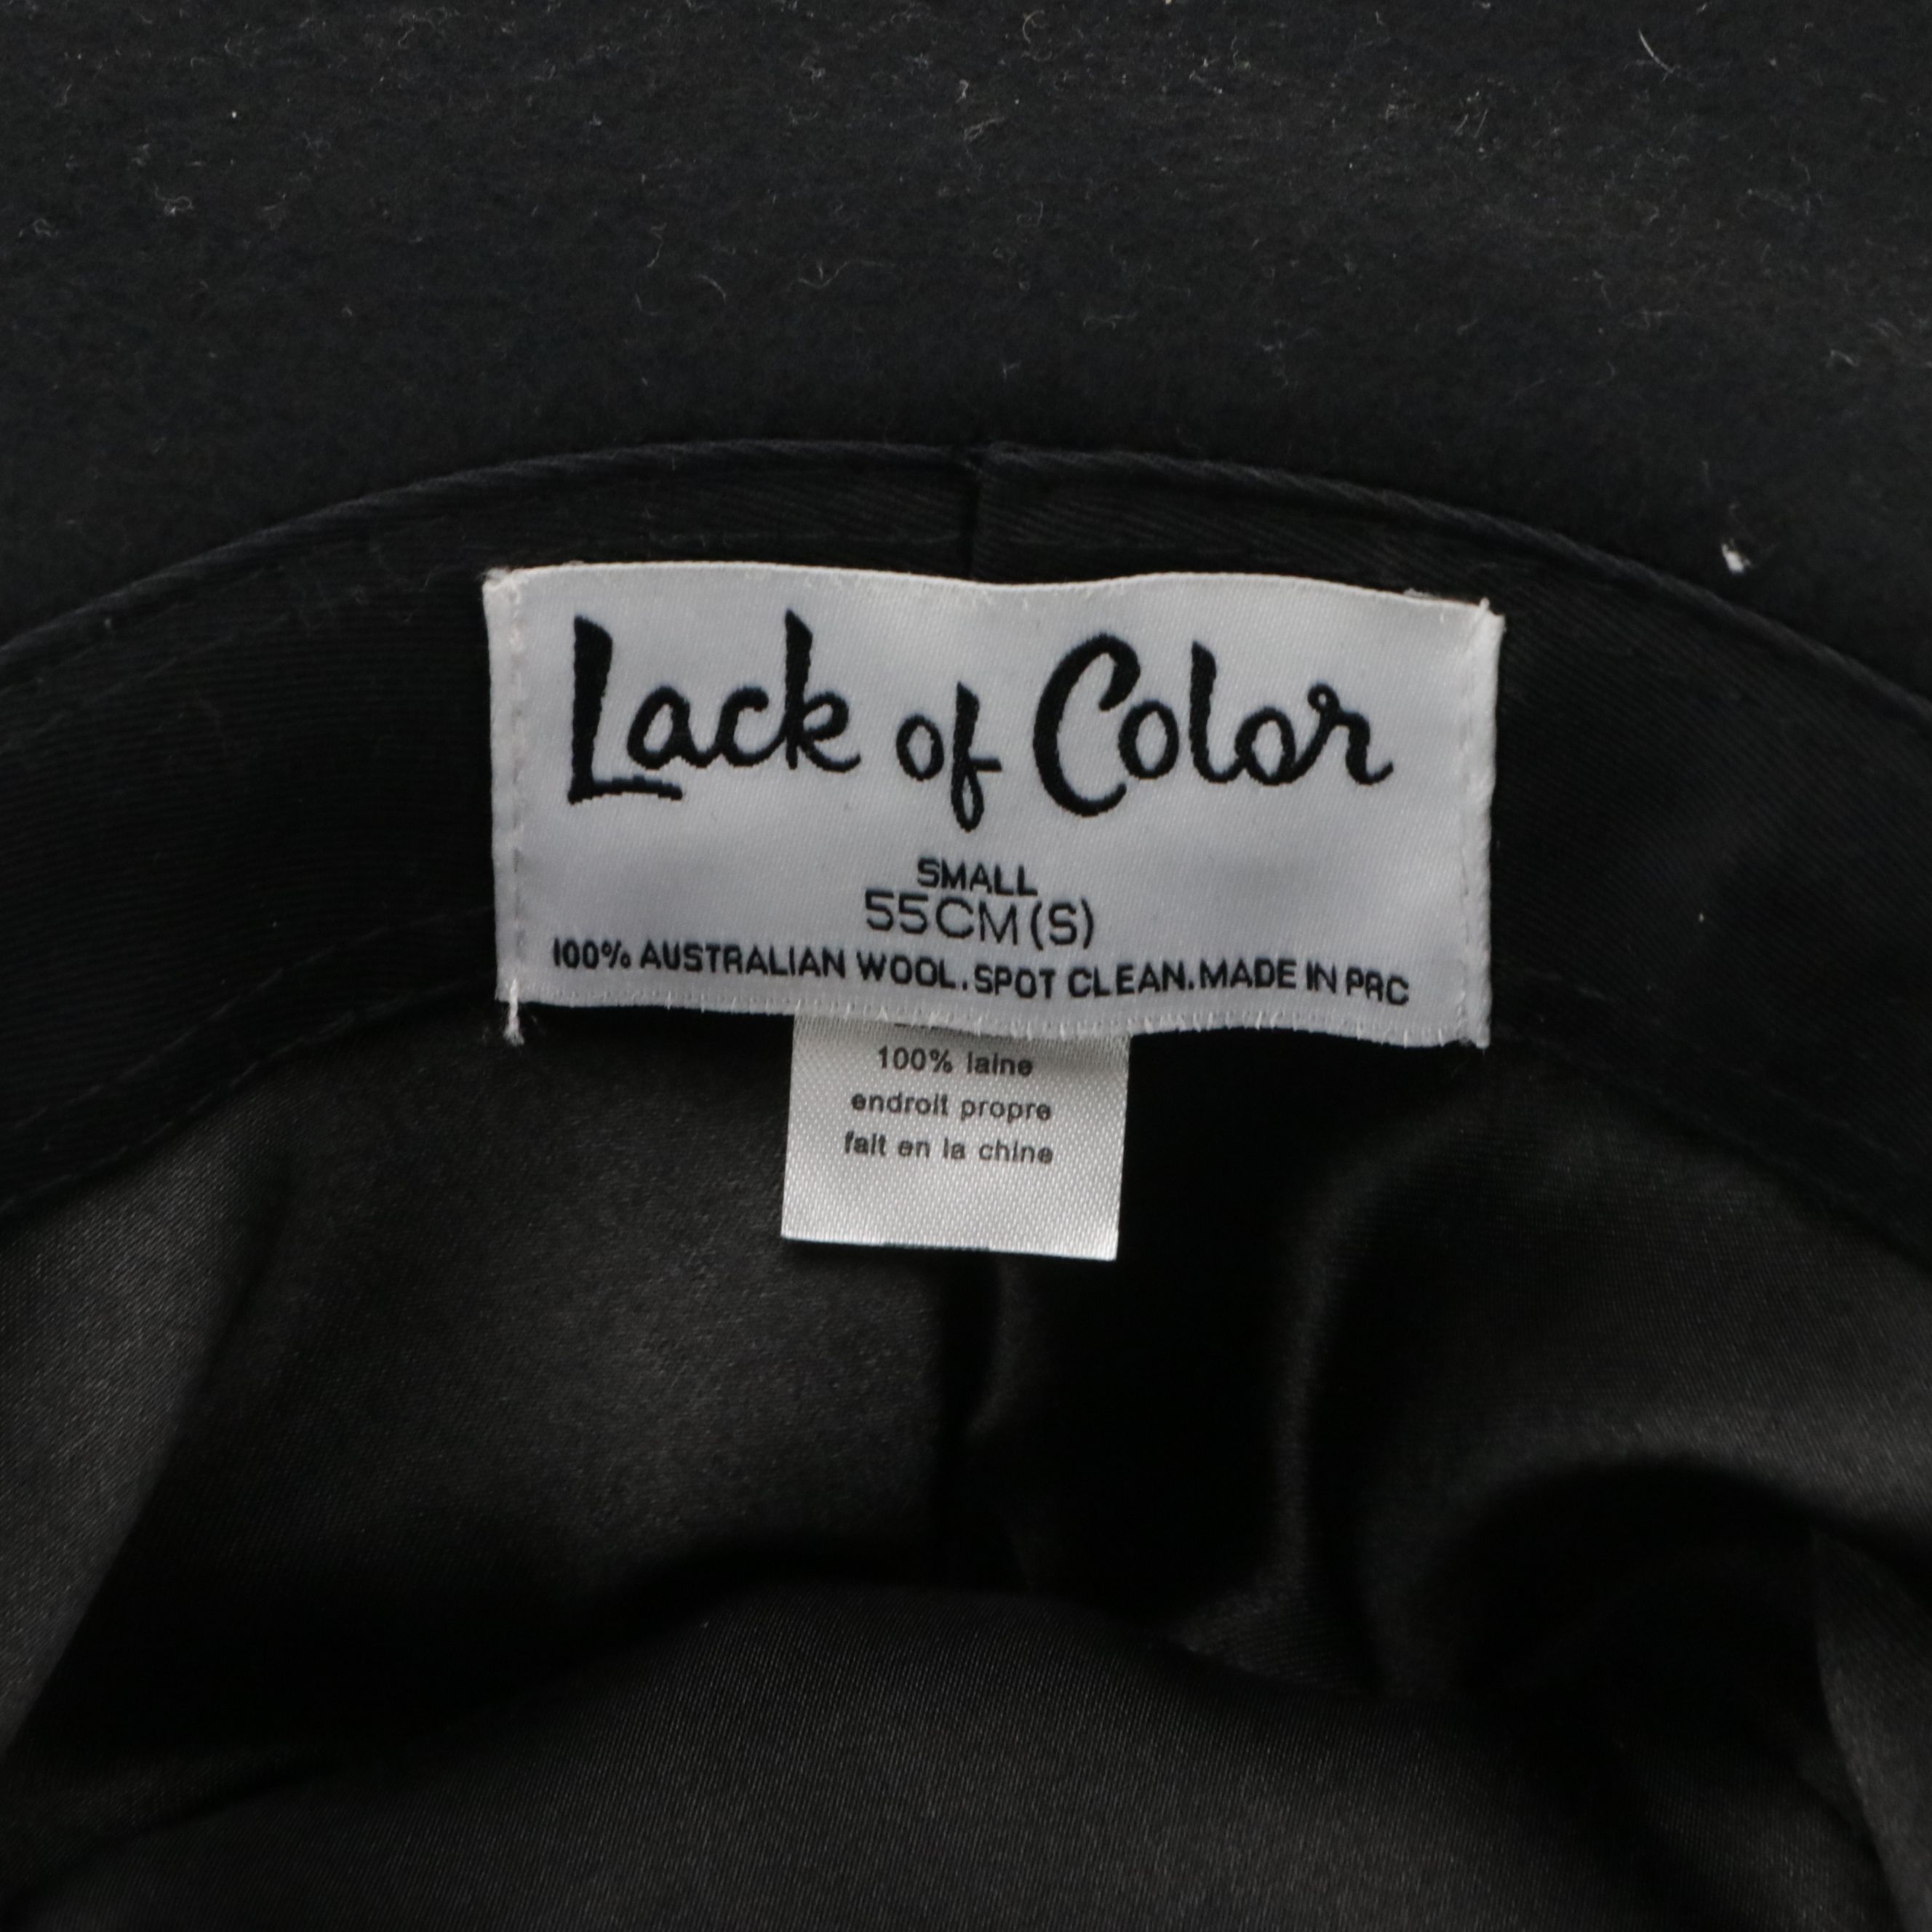 Lack of Color
SMALL
55CM(S)
100% AUSTRALIAN WOOL.SPOT CLEAN.MADE IN PRC
100% laine
endroit propre
fait en la chine